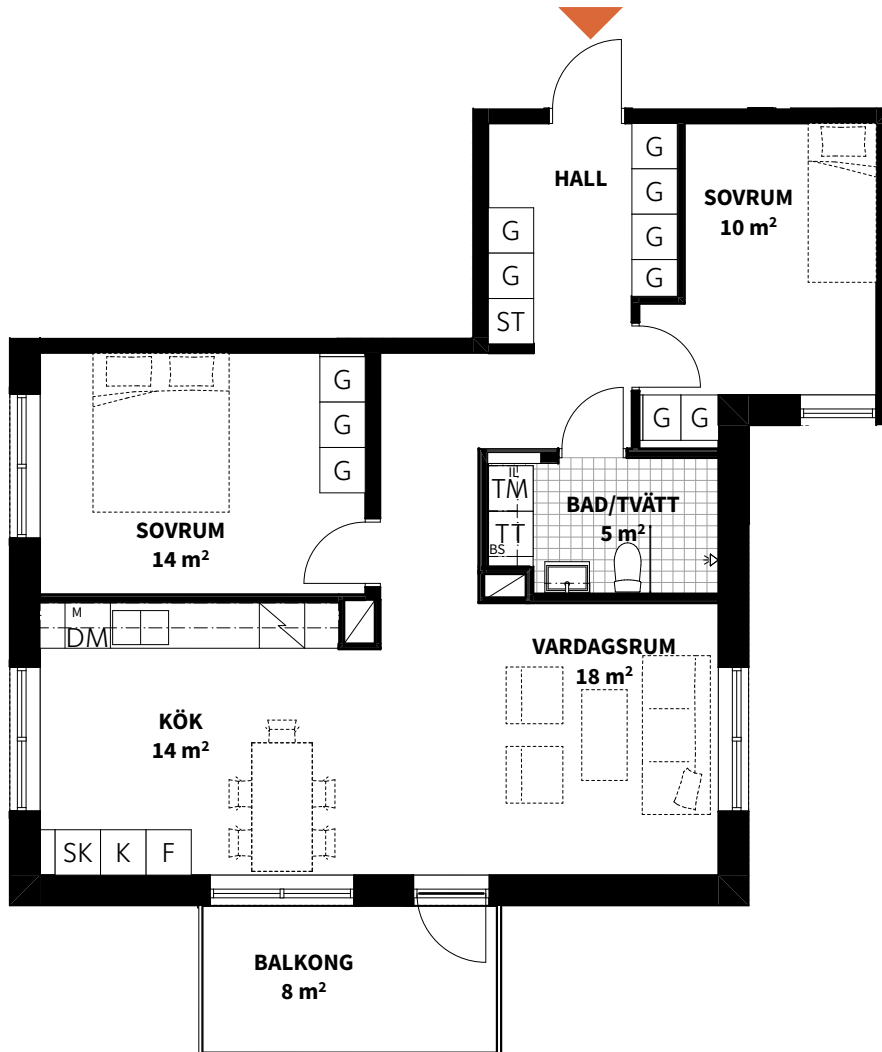 HALL
G
G
G
G
G
G
ST
SOVRUM
10 m²
G G
G
G
G
SOVRUM
14 m²
IL
TM
TT
BS
BAD/TVÄTT
5 m²
M
DM
KÖK
14 m²
VARDAGSRUM
18 m²
SK K F
BALKONG
8 m²